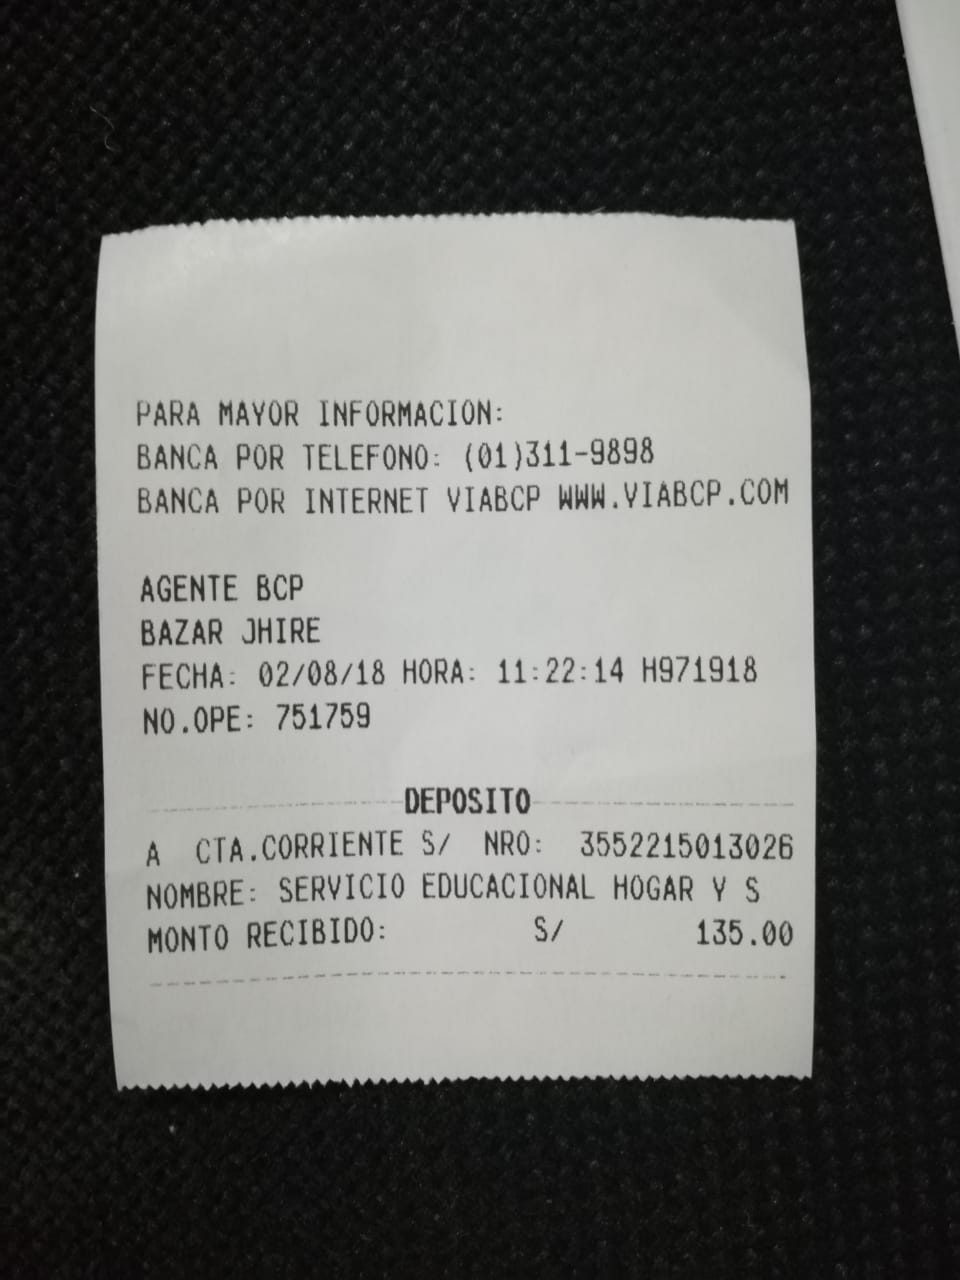 PARA MAYOR INFORMACION:
BANCA POR TELEFONO: (01)311-9898
BANCA POR INTERNET VIABCP WWW.VIABCP.COM
AGENTE BCP
BAZAR JHIRE
FECHA: 02/08/18 HORA: 11:22:14 H971918
NO.OPE: 751759
DEPOSITO
A CTA.CORRIENTE S/ NRO: 3552215013026
NOMBRE: SERVICIO EDUCACIONAL HOGAR Y S
MONTO RECIBIDO: S/ 135.00